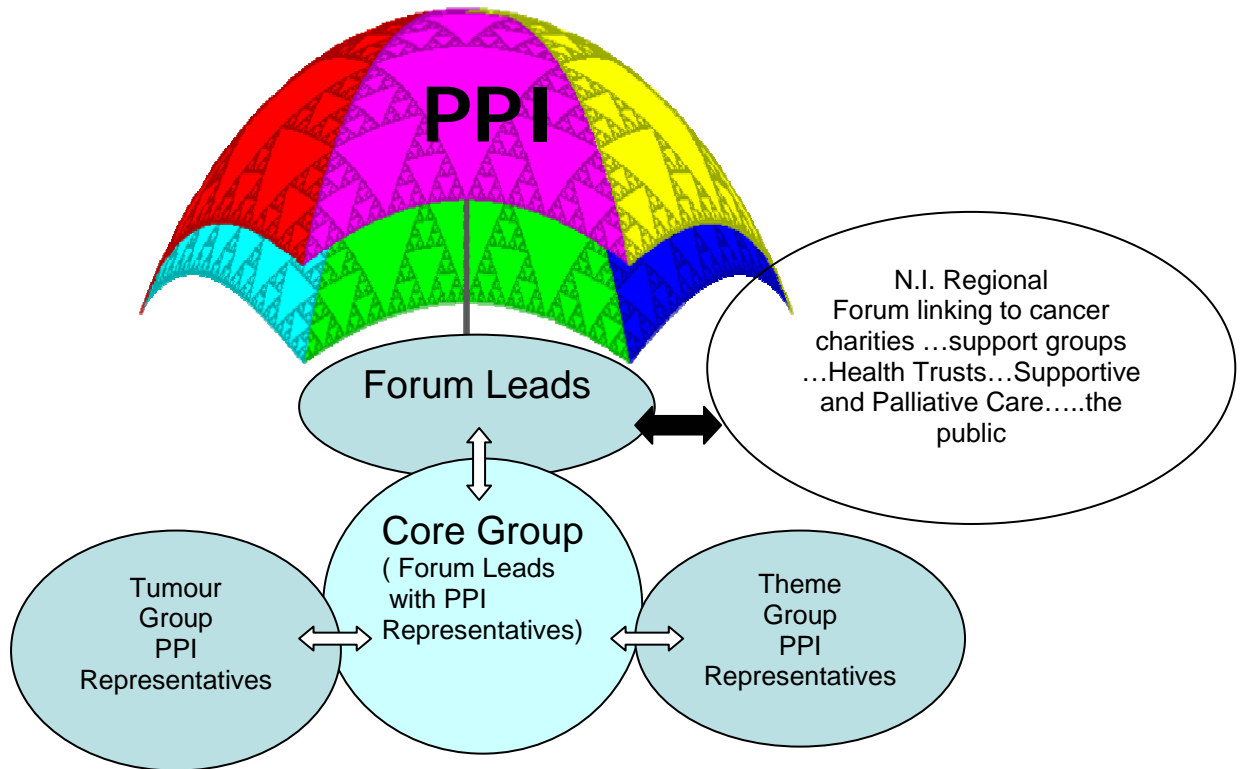 PPI
N.I. Regional
Forum linking to cancer
charities …support groups
…Health Trusts…Supportive
and Palliative Care…..the
public
Forum Leads
Core Group
( Forum Leads
with PPI
Representatives)
Tumour
Group
PPI
Representatives
Theme
Group
PPI
Representatives